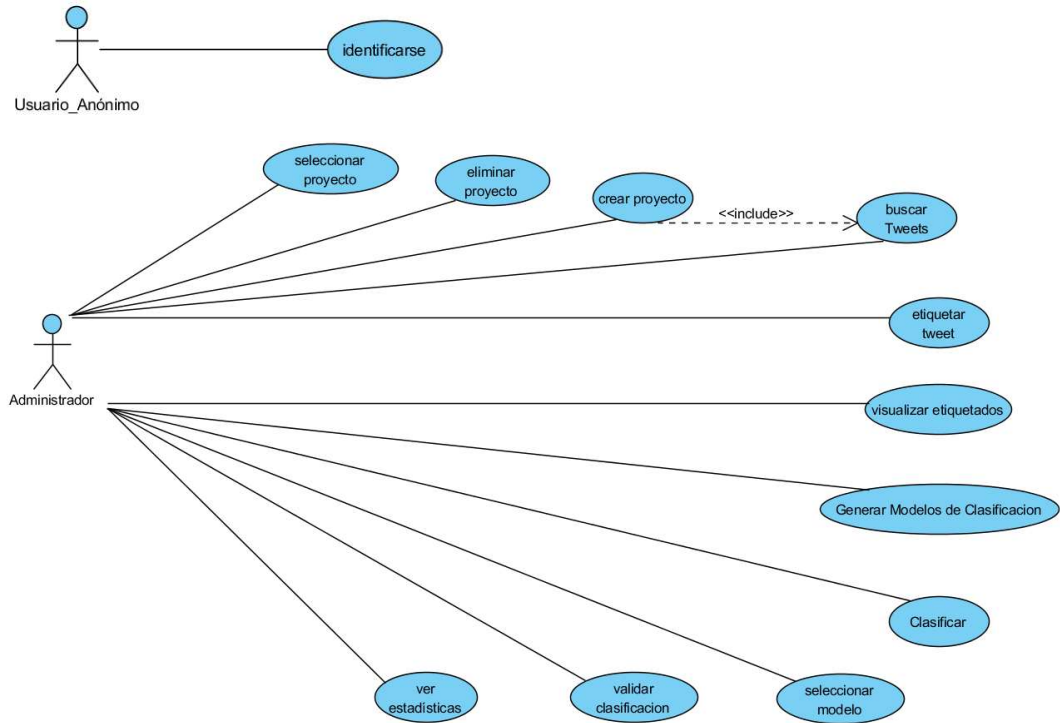 identificarse
Usuario_Anónimo
seleccionar
proyecto
eliminar
proyecto
crear proyecto
<<include>>
buscar
Tweets
etiquetar
tweet
Administrador
visualizar etiquetados
Generar Modelos de Clasificacion
Clasificar
ver
estadísticas
validar
clasificacion
seleccionar
modelo